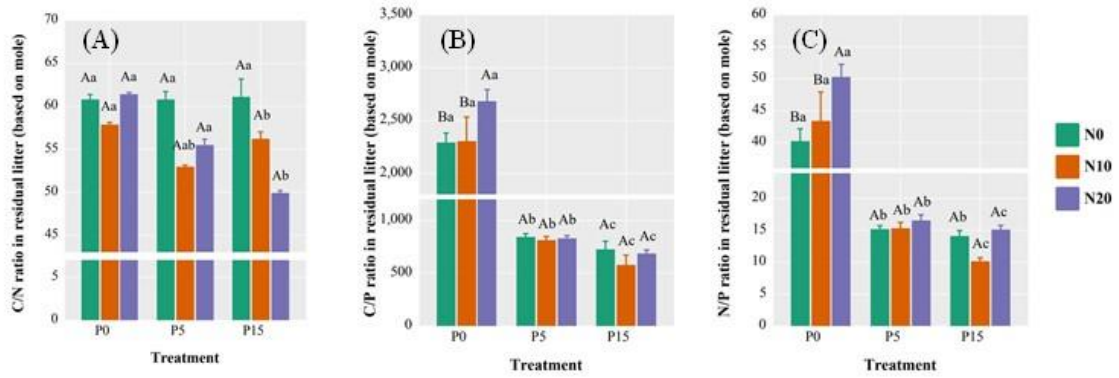 (A)
C/N ratio in residual litter (based on mole)
70
65
60
55
50
45
5
0
Aa
Aa
Aa
Aa
Aab
Aa
Aa
Ab
Ab
P0
P5
P15
Treatment
(B)
C/P ratio in residual litter (based on mole)
3,500
3,000
2,500
2,000
1,000
500
0
Ba
Ba
Aa
Ab
Ab
Ab
Ac
Ac
Ac
P0
P5
P15
Treatment
(C)
N/P ratio in residual litter (based on mole)
60
55
50
45
40
20
15
10
5
0
Ba
Ba
Aa
Ab
Ab
Ab
Ab
Ac
Ac
P0
P5
P15
Treatment
N0
N10
N20